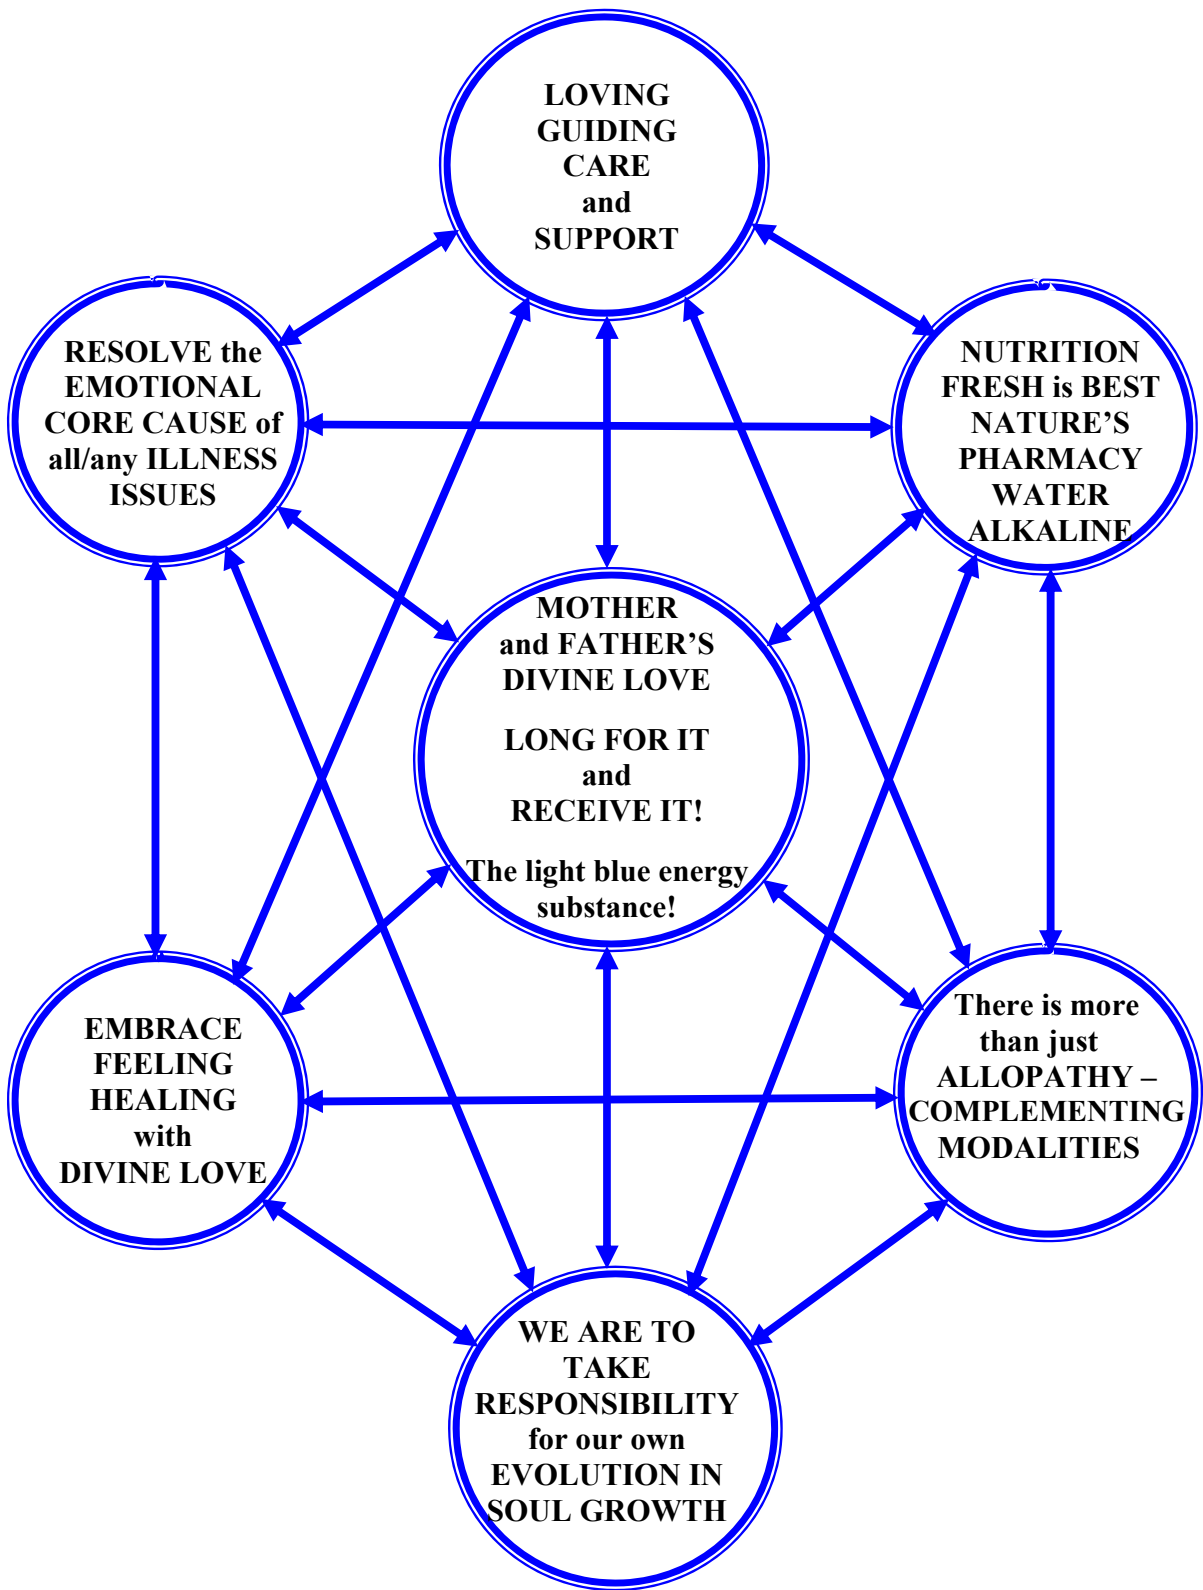 LOVING
GUIDING
CARE
and
SUPPORT
RESOLVE the
EMOTIONAL
CORE CAUSE of
all/any ILLNESS
ISSUES
NUTRITION
FRESH is BEST
NATURE’S
PHARMACY
WATER
ALKALINE
MOTHER
and FATHER’S
DIVINE LOVE
LONG FOR IT
and
RECEIVE IT!
The light blue energy
substance!
EMBRACE
FEELING
HEALING
with
DIVINE LOVE
There is more
than just
ALLOPATHY –
COMPLEMENTING
MODALITIES
WE ARE TO
TAKE
RESPONSIBILITY
for our own
EVOLUTION IN
SOUL GROWTH